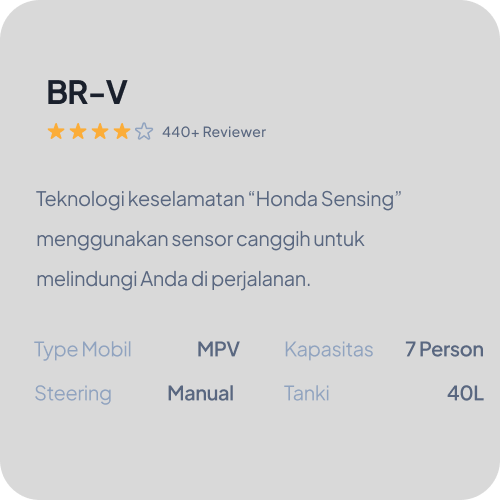 BR-V
440+ Reviewer
Teknologi keselamatan “Honda Sensing”
menggunakan sensor canggih untuk
melindungi Anda di perjalanan.
Type Mobil MPV Kapasitas 7 Person
Steering Manual Tanki 40L